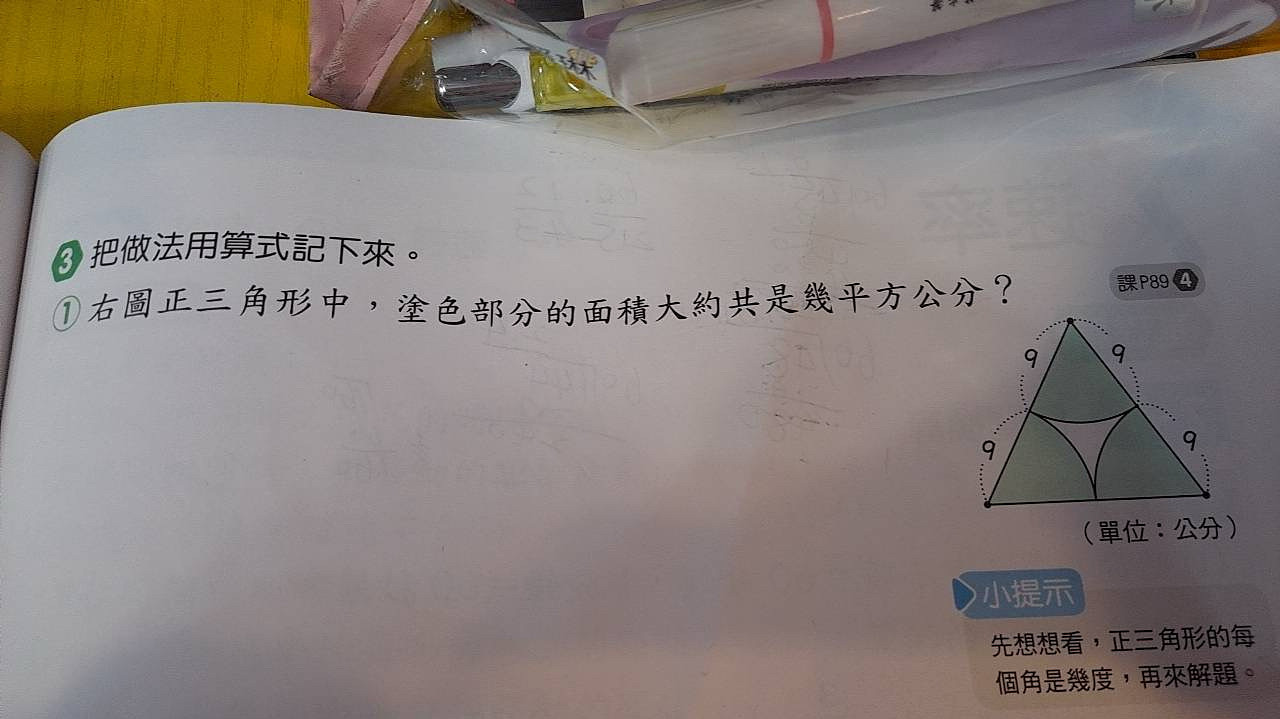 3 把做法用算式記下來。
① 右圖正三角形中，塗色部分的面積大約共是幾平方公分？
課P89 4
9 9
9 9
（單位：公分）
小提示
先想想看，正三角形的每
個角是幾度，再來解題。